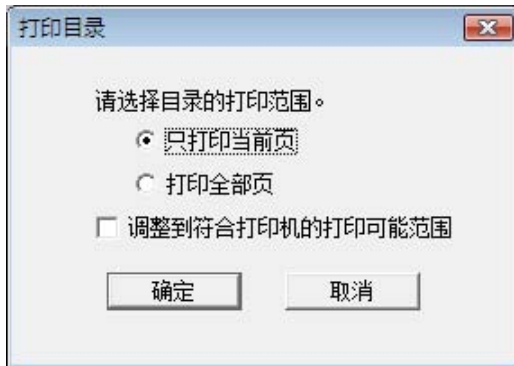 打印目录
请选择目录的打印范围。
只打印当前页
打印全部页
调整到符合打印机的打印可能范围
确定 取消